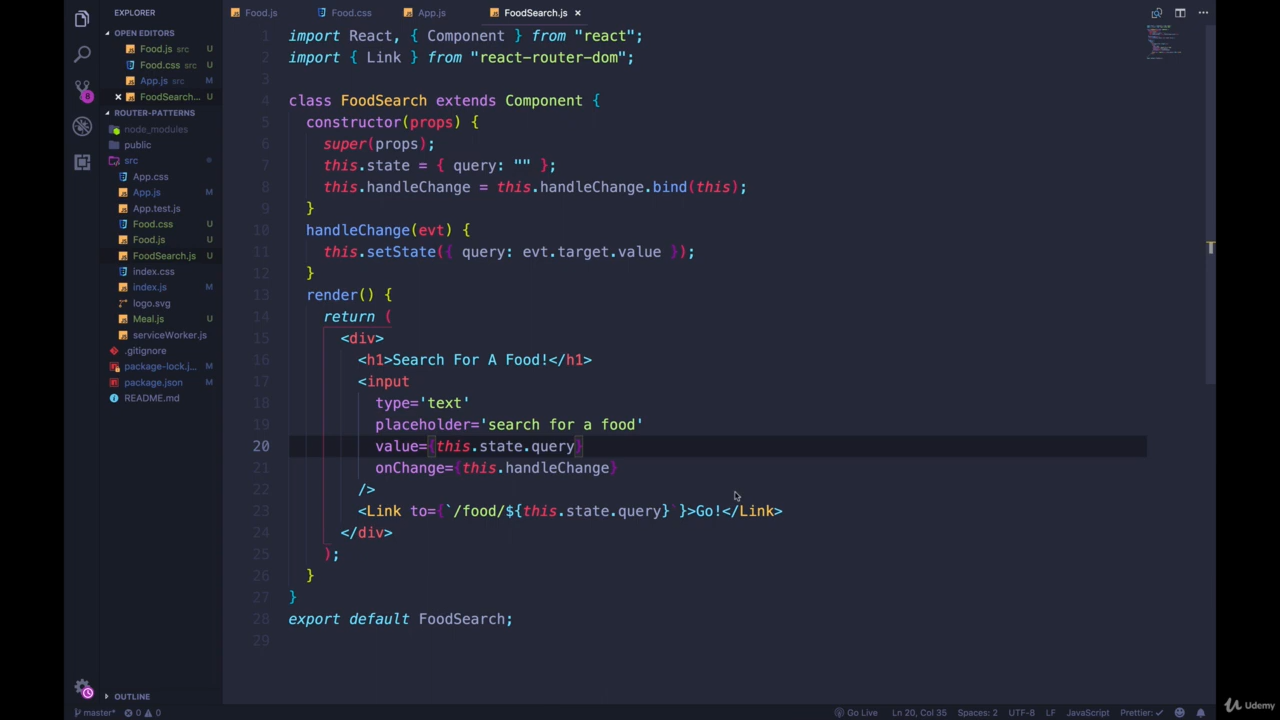 EXPLORER
OPEN EDITORS
Food.js src U
Food.css src U
App.js src M
FoodSearch... U
ROUTER-PATTERNS
node_modules
public
src
App.css
App.js M
App.test.js
Food.css U
Food.js U
FoodSearch.js U
index.css
index.js M
logo.svg
Meal.js U
serviceWorker.js
.gitignore
package-lock.j... M
package.json M
README.md
OUTLINE
8
Food.js Food.css App.js FoodSearch.js
1 import React, { Component } from "react";
2 import { Link } from "react-router-dom";
3
4 class FoodSearch extends Component {
5 constructor(props) {
6 super(props);
7 this.state = { query: "" };
8 this.handleChange = this.handleChange.bind(this);
9 }
10 handleChange(evt) {
11 this.setState({ query: evt.target.value });
12 }
13 render() {
14 return (
15 <div>
16 <h1>Search For A Food!</h1>
17 <input
18 type='text'
19 placeholder='search for a food'
20 value={this.state.query}
21 onChange={this.handleChange}
22 />
23 <Link to={`/food/${this.state.query}`}>Go!</Link>
24 </div>
25 );
26 }
27 }
28 export default FoodSearch;
29
master* 0 0 Go Live Ln 20, Col 35 Spaces: 2 UTF-8 LF JavaScript Prettier: ✓
Udemy